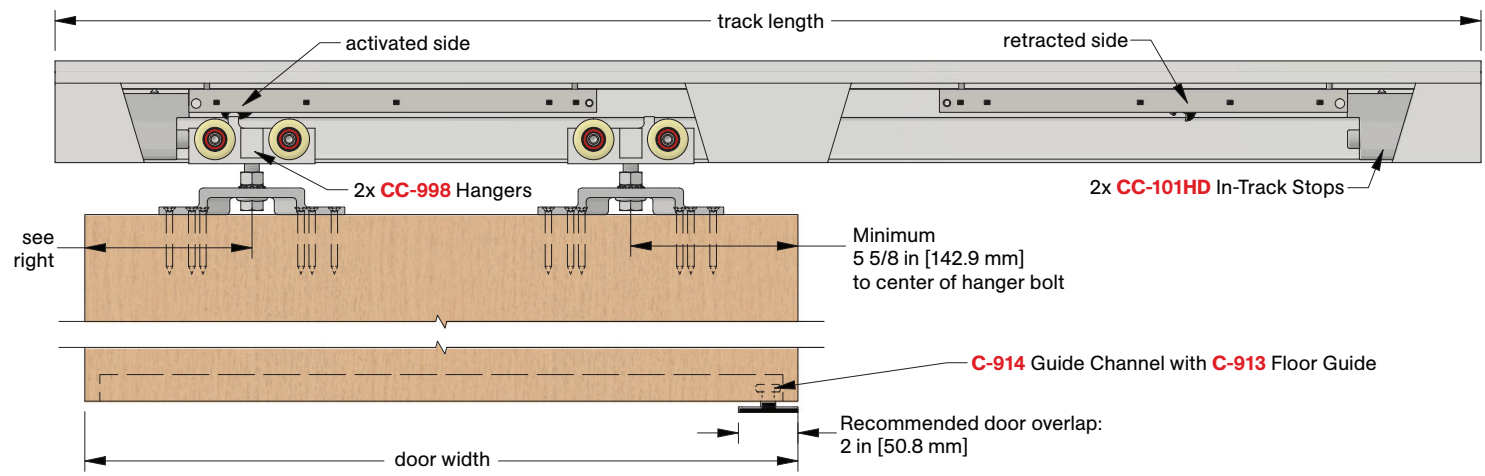 track length
activated side
retracted side
2x CC-998 Hangers
2x CC-101HD In-Track Stops
see
right
Minimum
5 5/8 in [142.9 mm]
to center of hanger bolt
C-914 Guide Channel with C-913 Floor Guide
Recommended door overlap:
2 in [50.8 mm]
door width